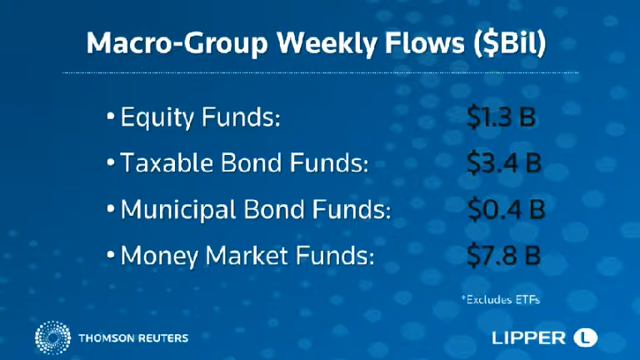 Macro-Group Weekly Flows ($Bil)
• Equity Funds: $1.3 B
• Taxable Bond Funds: $3.4 B
• Municipal Bond Funds: $0.4 B
• Money Market Funds: $7.8 B
*Excludes ETFs
THOMSON REUTERS LIPPER L